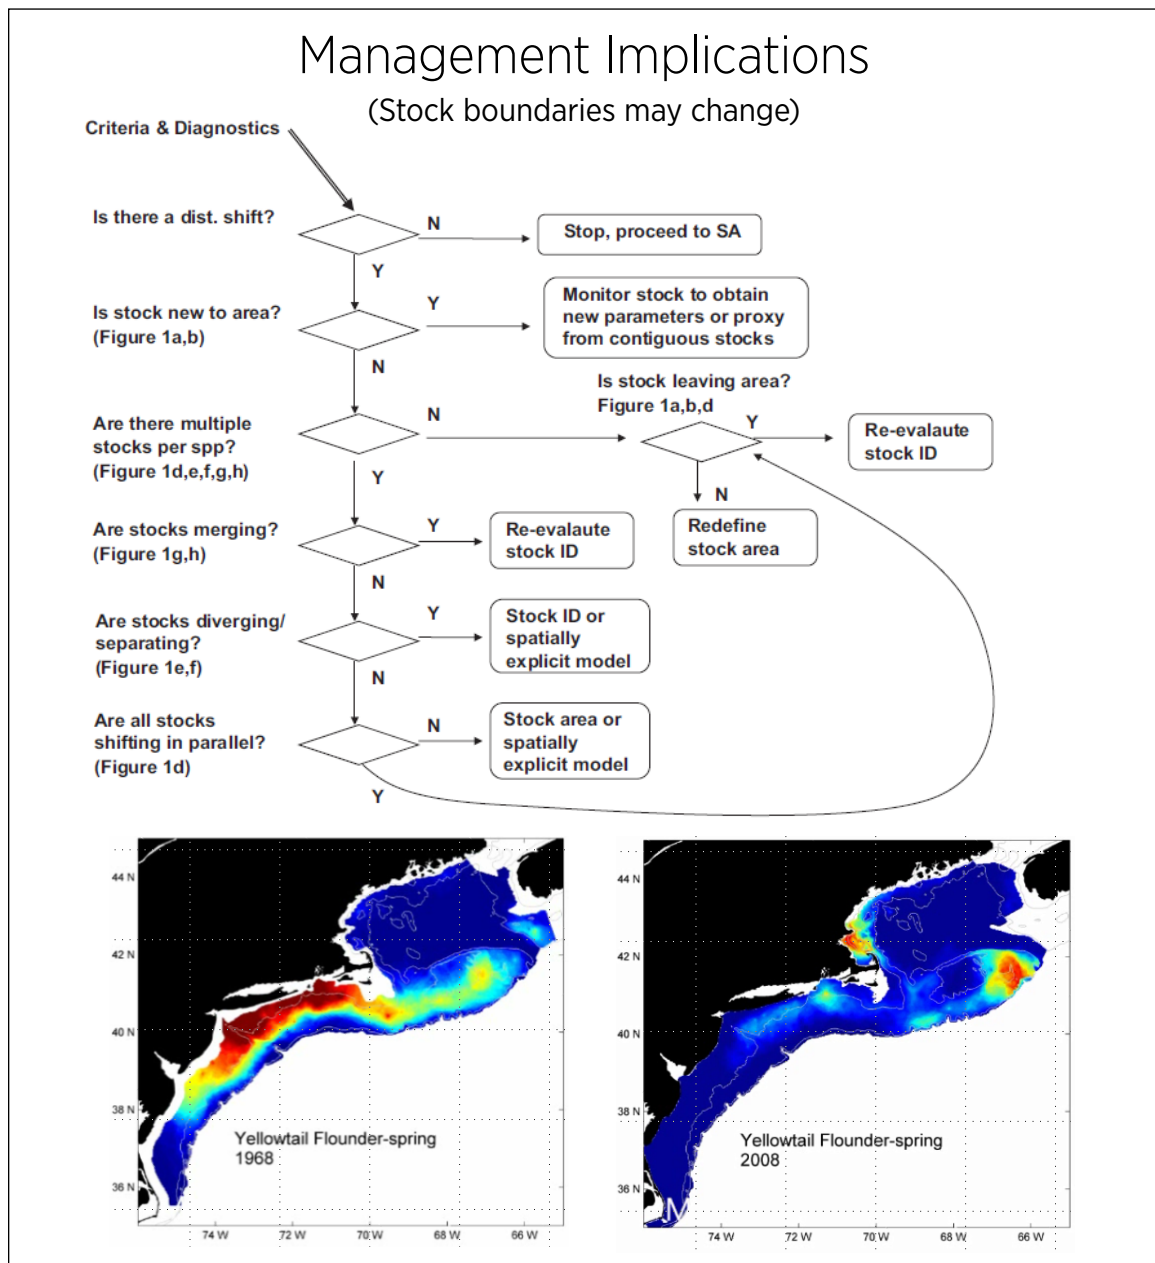 Management Implications
(Stock boundaries may change)
Criteria & Diagnostics
Is there a dist. shift?
N
Stop, proceed to SA
Y
Is stock new to area?
(Figure 1a,b)
Y
Monitor stock to obtain
new parameters or proxy
from contiguous stocks
N
Are there multiple
stocks per spp?
(Figure 1d,e,f,g,h)
N
Is stock leaving area?
Figure 1a,b,d
Y
Re-evalaute
stock ID
N
Redefine
stock area
Y
Are stocks merging?
(Figure 1g,h)
Y
Re-evalaute
stock ID
N
Are stocks diverging/
separating?
(Figure 1e,f)
Y
Stock ID or
spatially
explicit model
N
Are all stocks
shifting in parallel?
(Figure 1d)
N
Stock area or
spatially
explicit model
Y
44 N
42 N
40 N
38 N
36 N
Yellowtail Flounder-spring
1968
74 W 72 W 70 W 68 W 66 W
44 N
42 N
40 N
38 N
36 N
Yellowtail Flounder-spring
2008
M
74 W 72 W 70 W 68 W 66 W